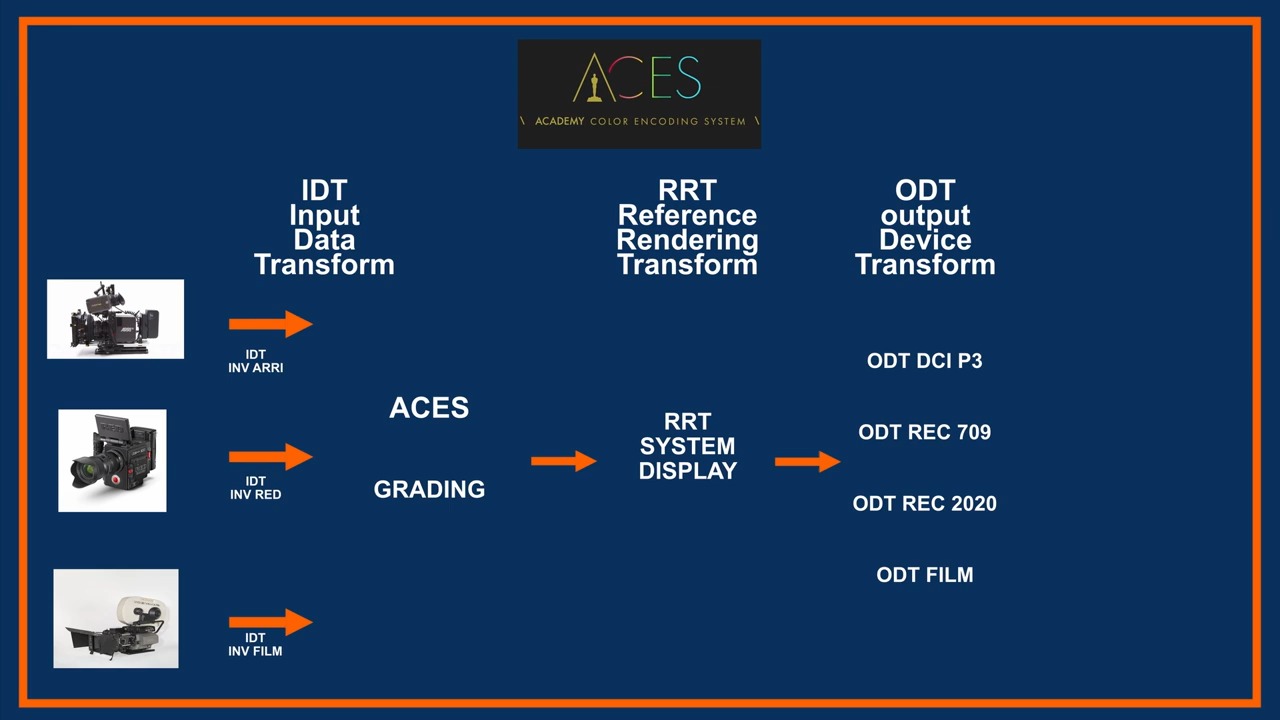 ACES
\ ACADEMY COLOR ENCODING SYSTEM \
IDT
Input
Data
Transform
RRT
Reference
Rendering
Transform
ODT
output
Device
Transform
IDT
INV ARRI
IDT
INV RED
IDT
INV FILM
ACES
GRADING
RRT
SYSTEM
DISPLAY
ODT DCI P3
ODT REC 709
ODT REC 2020
ODT FILM